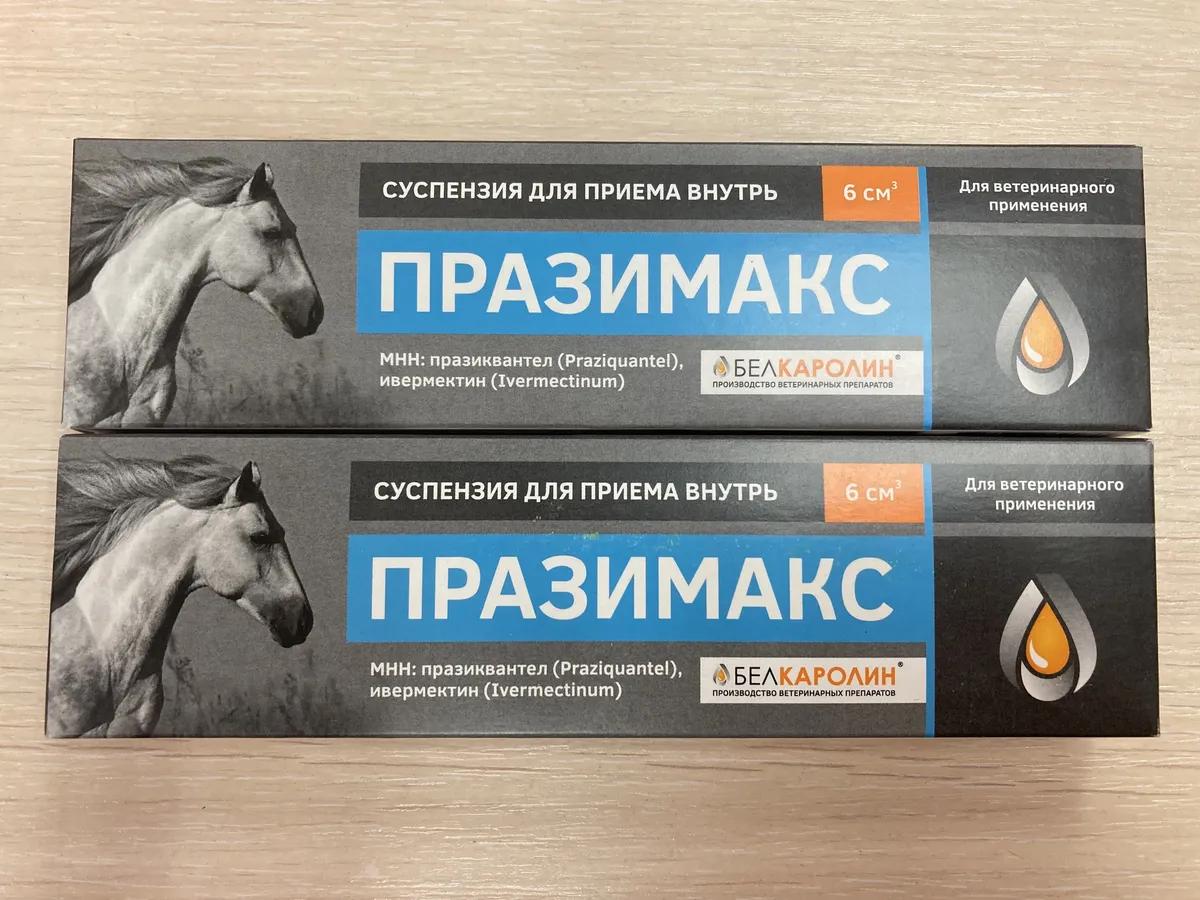 СУСПЕНЗИЯ ДЛЯ ПРИЕМА ВНУТРЬ
6 см³
Для ветеринарного
применения
ПРАЗИМАКС
МНН: празиквантел (Praziquantel),
ивермектин (Ivermectinum)
БЕЛКАРОЛИН®
ПРОИЗВОДСТВО ВЕТЕРИНАРНЫХ ПРЕПАРАТОВ
СУСПЕНЗИЯ ДЛЯ ПРИЕМА ВНУТРЬ
6 см³
Для ветеринарного
применения
ПРАЗИМАКС
МНН: празиквантел (Praziquantel),
ивермектин (Ivermectinum)
БЕЛКАРОЛИН®
ПРОИЗВОДСТВО ВЕТЕРИНАРНЫХ ПРЕПАРАТОВ